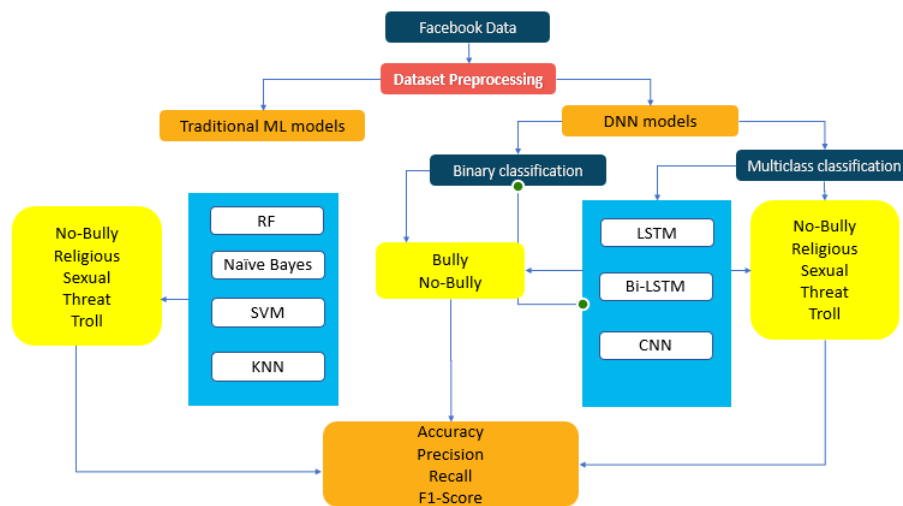 Facebook Data
Dataset Preprocessing
Traditional ML models
DNN models
Binary classification
Multiclass classification
No-Bully
Religious
Sexual
Threat
Troll
RF
Naïve Bayes
SVM
KNN
Bully
No-Bully
LSTM
Bi-LSTM
CNN
No-Bully
Religious
Sexual
Threat
Troll
Accuracy
Precision
Recall
F1-Score